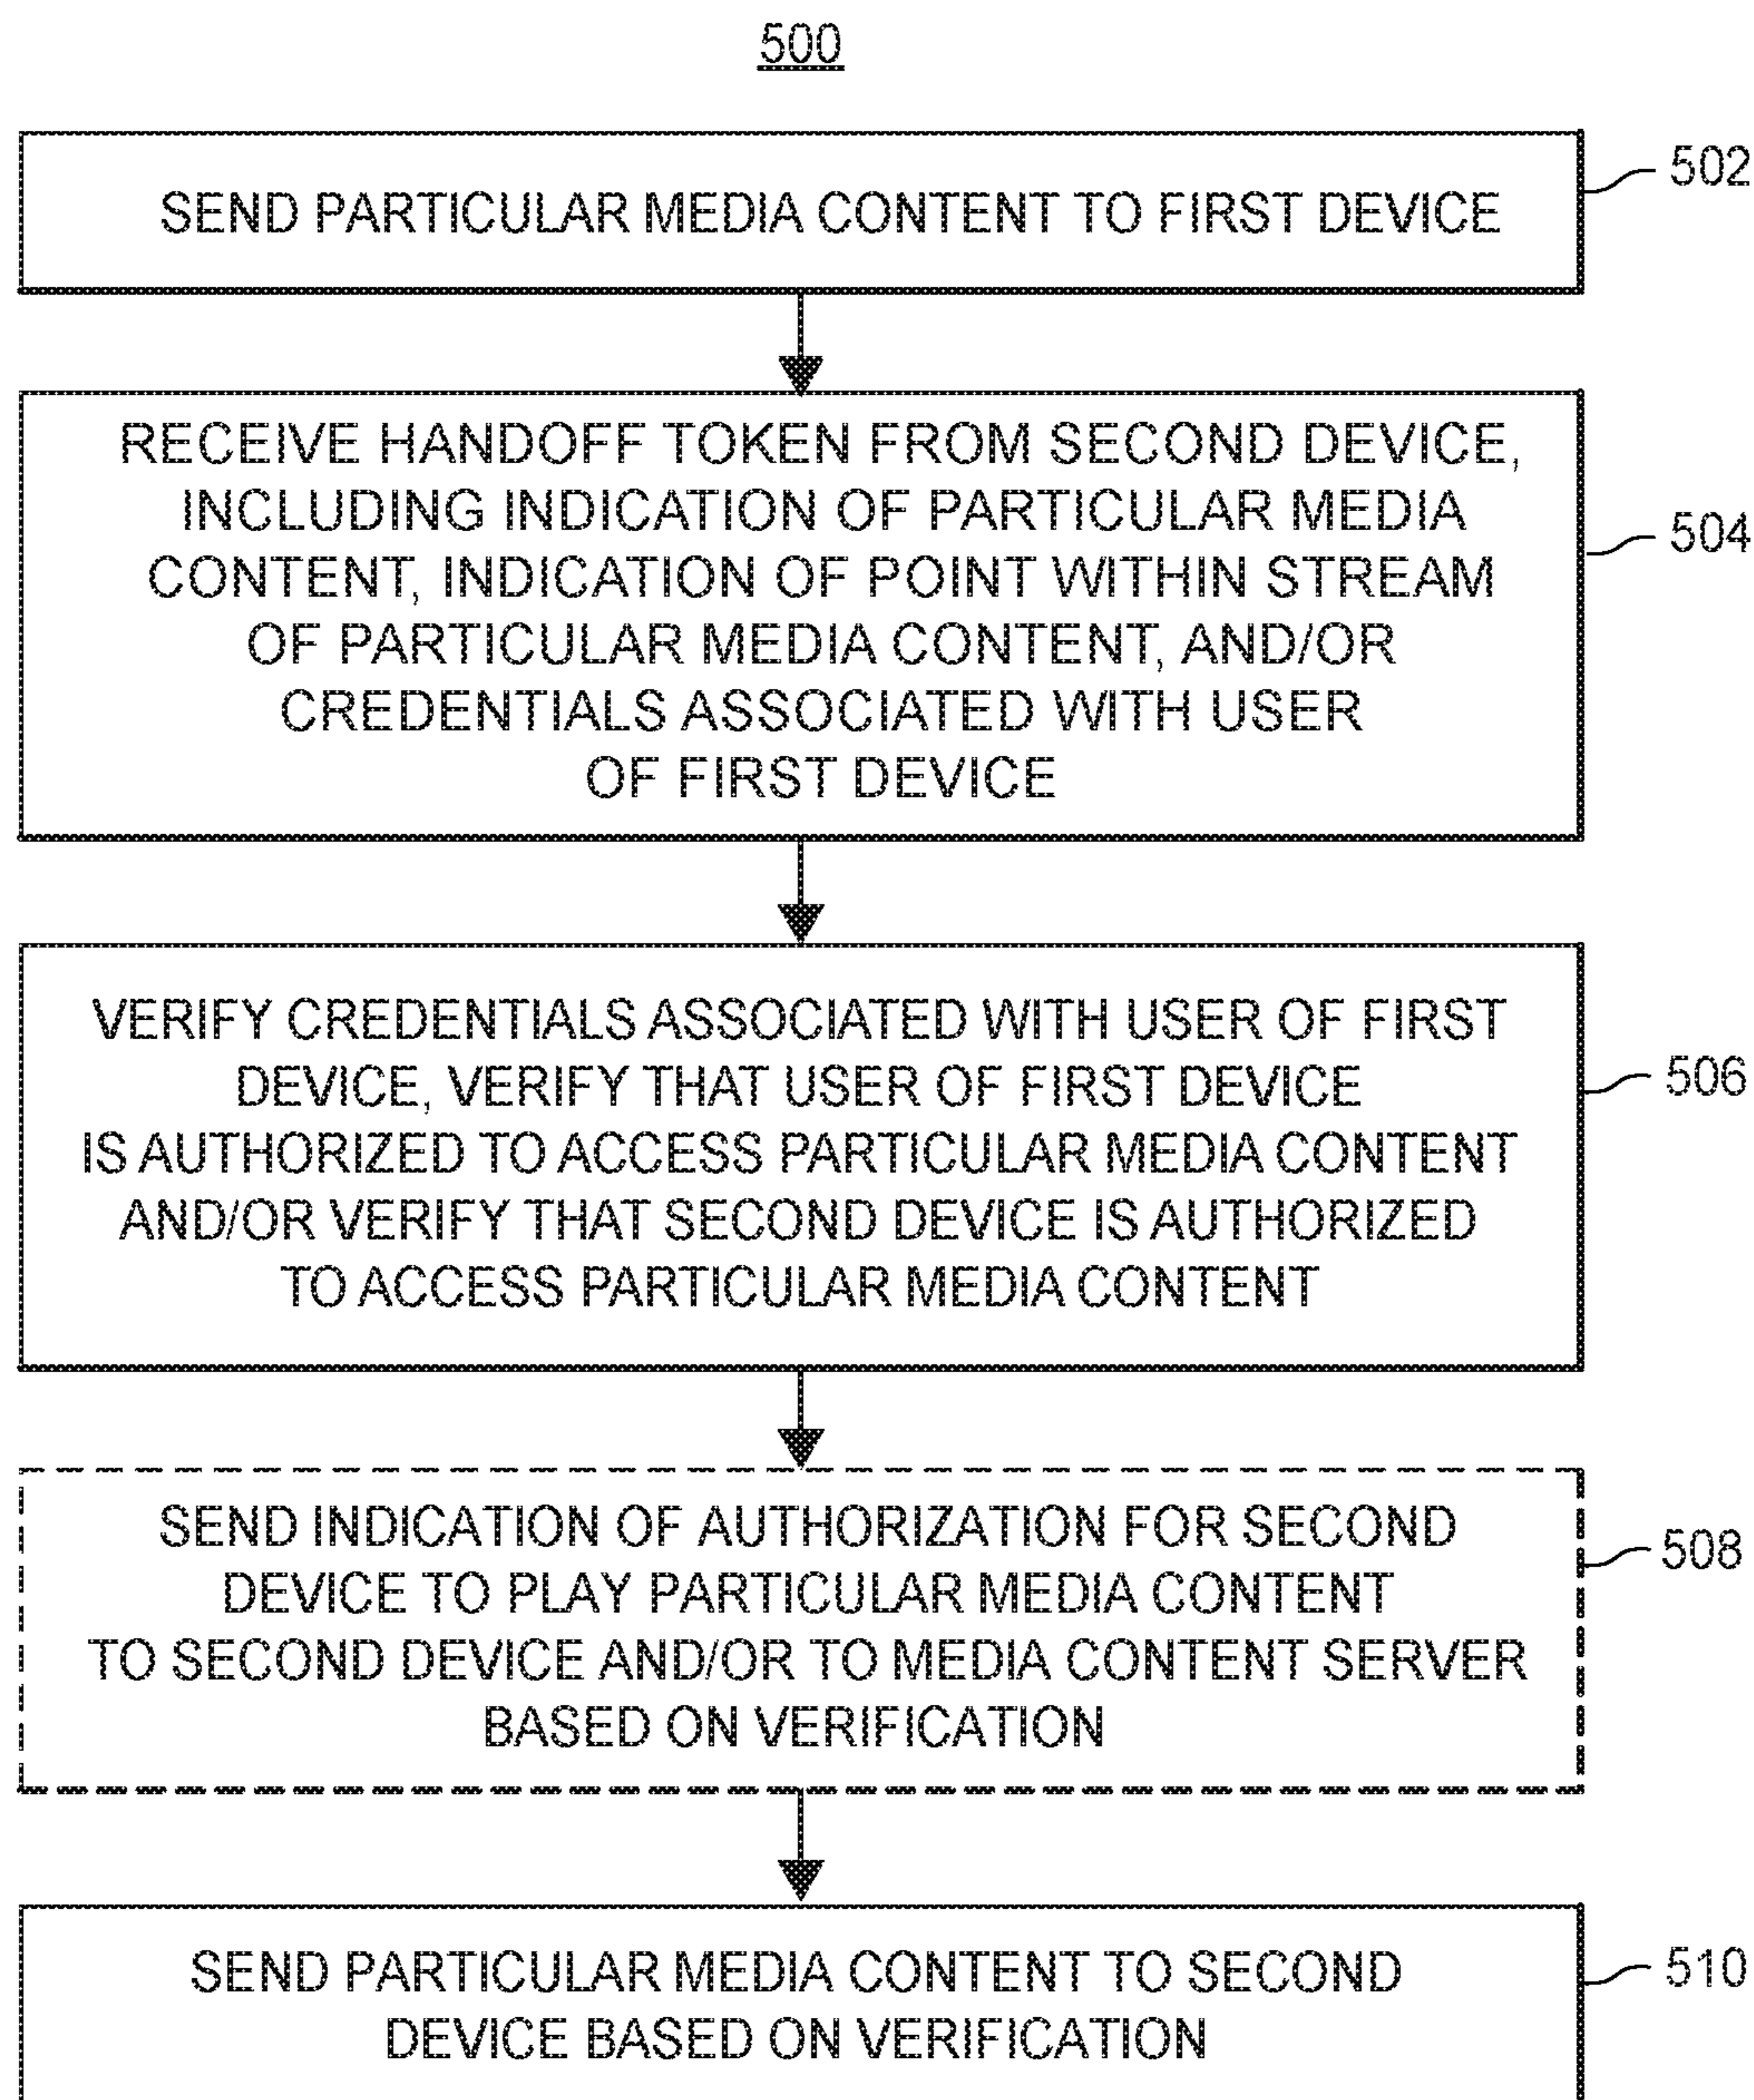 500
SEND PARTICULAR MEDIA CONTENT TO FIRST DEVICE
502
RECEIVE HANDOFF TOKEN FROM SECOND DEVICE,
INCLUDING INDICATION OF PARTICULAR MEDIA
CONTENT, INDICATION OF POINT WITHIN STREAM
OF PARTICULAR MEDIA CONTENT, AND/OR
CREDENTIALS ASSOCIATED WITH USER
OF FIRST DEVICE
504
VERIFY CREDENTIALS ASSOCIATED WITH USER OF FIRST
DEVICE, VERIFY THAT USER OF FIRST DEVICE
IS AUTHORIZED TO ACCESS PARTICULAR MEDIA CONTENT
AND/OR VERIFY THAT SECOND DEVICE IS AUTHORIZED
TO ACCESS PARTICULAR MEDIA CONTENT
506
SEND INDICATION OF AUTHORIZATION FOR SECOND
DEVICE TO PLAY PARTICULAR MEDIA CONTENT
TO SECOND DEVICE AND/OR TO MEDIA CONTENT SERVER
BASED ON VERIFICATION
508
SEND PARTICULAR MEDIA CONTENT TO SECOND
DEVICE BASED ON VERIFICATION
510